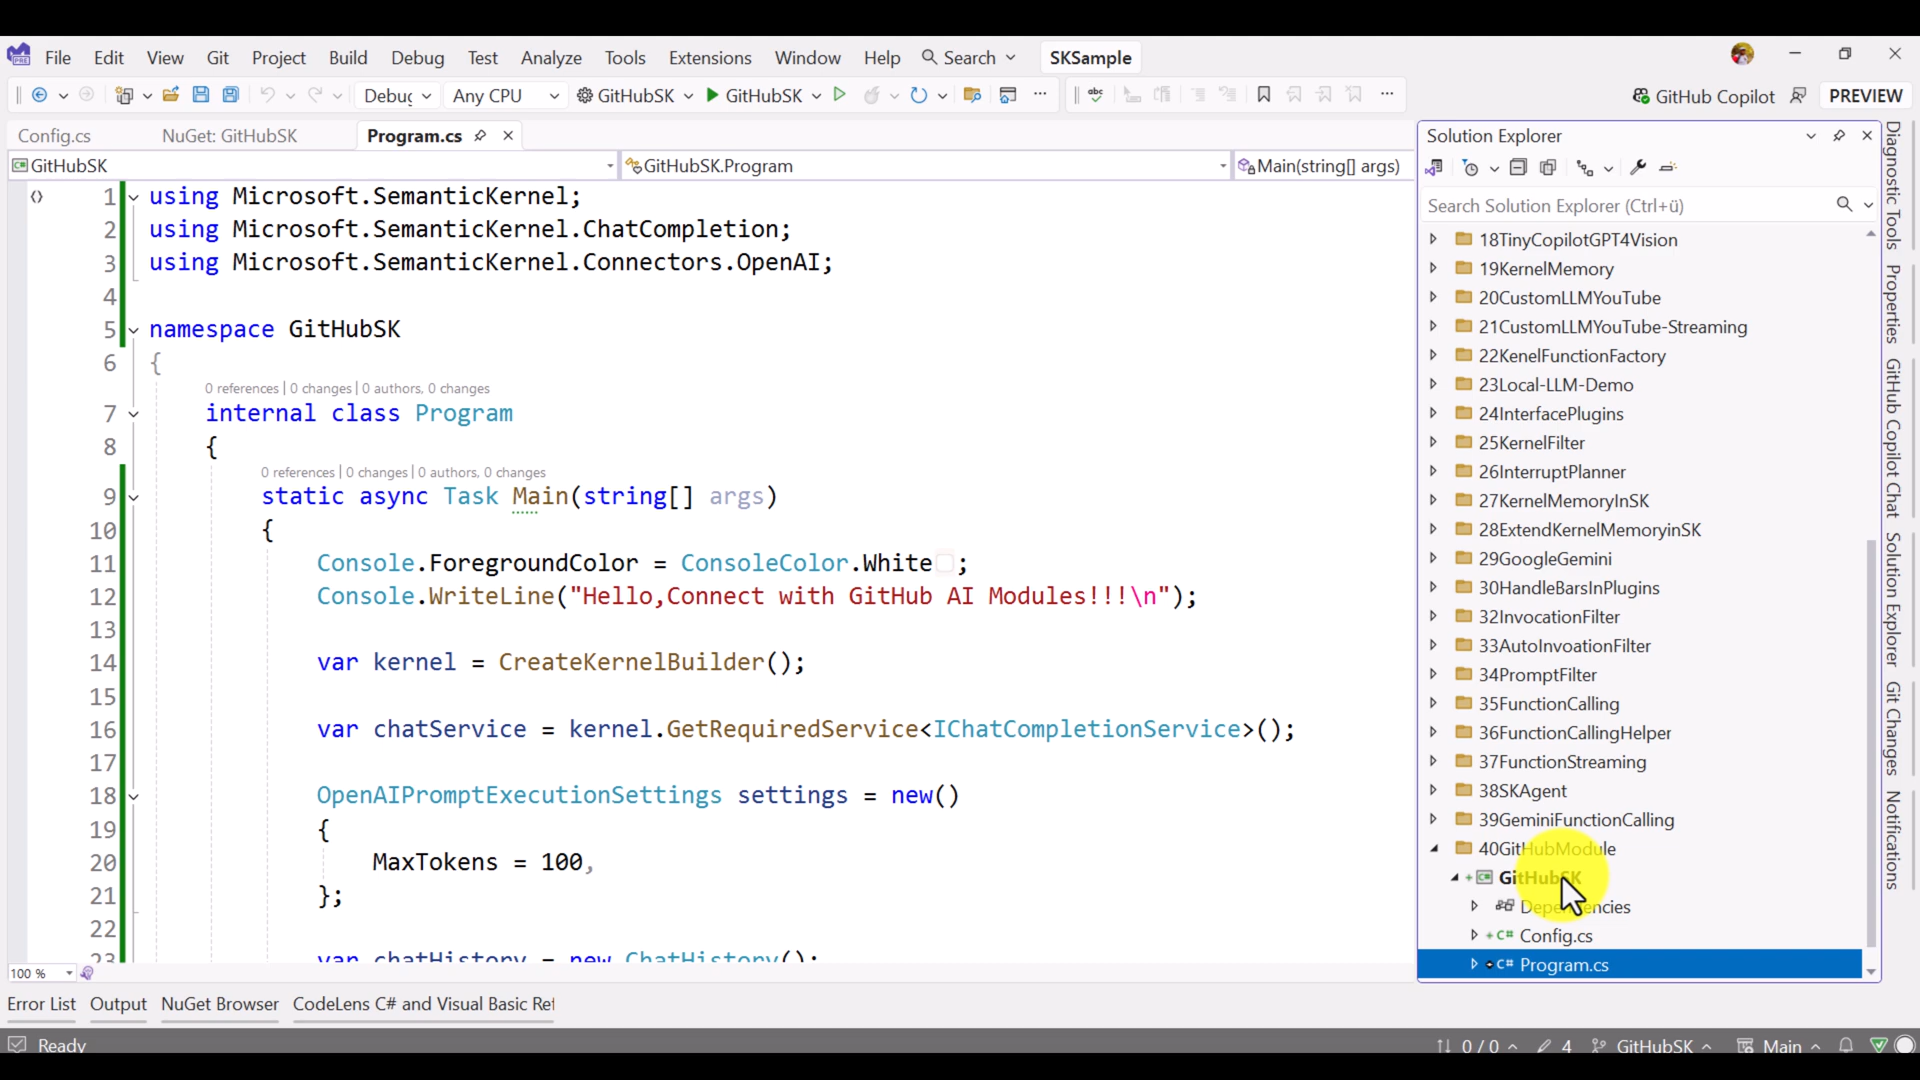 File Edit View Git Project Build Debug Test Analyze Tools Extensions Window Help Search SKSample
Debug Any CPU GitHubSK GitHubSK GitHub Copilot PREVIEW
Config.cs NuGet: GitHubSK Program.cs
GitHubSK GitHubSK.Program Main(string[] args)
1 using Microsoft.SemanticKernel;
2 using Microsoft.SemanticKernel.ChatCompletion;
3 using Microsoft.SemanticKernel.Connectors.OpenAI;
4
5 namespace GitHubSK
6 {
0 references | 0 changes | 0 authors, 0 changes
7 internal class Program
8 {
0 references | 0 changes | 0 authors, 0 changes
9 static async Task Main(string[] args)
10 {
11 Console.ForegroundColor = ConsoleColor.White;
12 Console.WriteLine("Hello,Connect with GitHub AI Modules!!!\n");
13
14 var kernel = CreateKernelBuilder();
15
16 var chatService = kernel.GetRequiredService<IChatCompletionService>();
17
18 OpenAIPromptExecutionSettings settings = new()
19 {
20 MaxTokens = 100,
21 };
22
23 var chatHistory = new ChatHistory();
100 %
Solution Explorer
Search Solution Explorer (Ctrl+ü)
18TinyCopilotGPT4Vision
19KernelMemory
20CustomLLMYouTube
21CustomLLMYouTube-Streaming
22KenelFunctionFactory
23Local-LLM-Demo
24InterfacePlugins
25KernelFilter
26InterruptPlanner
27KernelMemoryInSK
28ExtendKernelMemoryinSK
29GoogleGemini
30HandleBarsInPlugins
32InvocationFilter
33AutoInvoationFilter
34PromptFilter
35FunctionCalling
36FunctionCallingHelper
37FunctionStreaming
38SKAgent
39GeminiFunctionCalling
40GitHubModule
GitHubSK
Dependencies
C# Config.cs
C# Program.cs
Diagnostic Tools
Properties
GitHub Copilot Chat
Solution Explorer
Git Changes
Notifications
Error List Output NuGet Browser CodeLens C# and Visual Basic Ref
Ready 0 / 0 4 GitHubSK Main